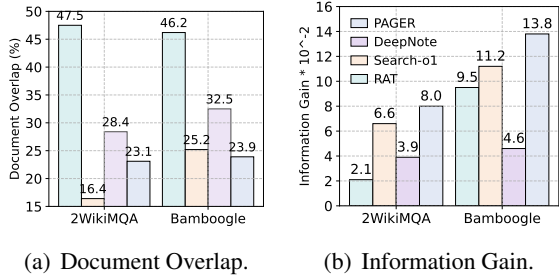 50
45
40
35
30
25
20
15
Document Overlap (%)
47.5
16.4
28.4
23.1
46.2
25.2
32.5
23.9
2WikiMQA
Bamboogle
(a) Document Overlap.
16
14
12
10
8
6
4
2
0
Information Gain * 10^-2
PAGER
DeepNote
Search-o1
RAT
2.1
6.6
3.9
8.0
9.5
11.2
4.6
13.8
2WikiMQA
Bamboogle
(b) Information Gain.